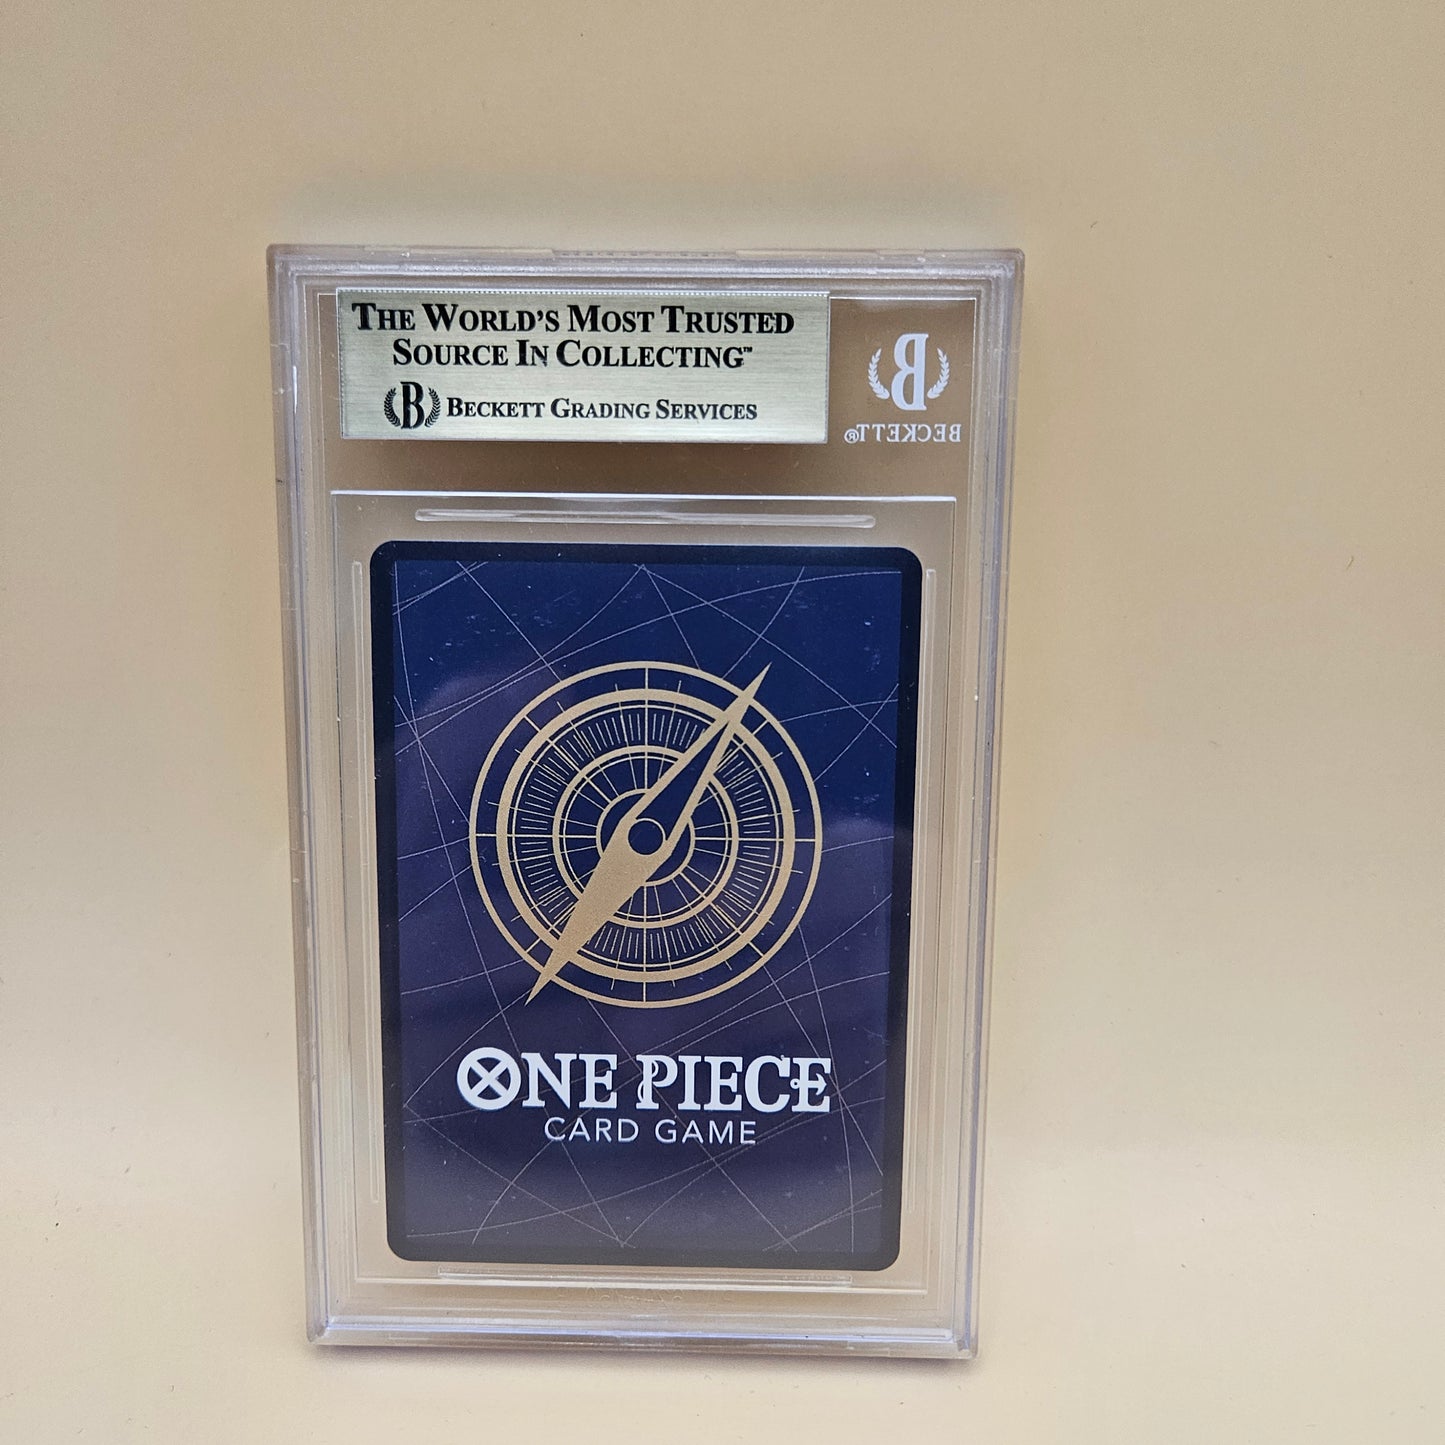 THE WORLD'S MOST TRUSTED
SOURCE IN COLLECTING™
B BECKETT GRADING SERVICES
B
BECKETT®
ONE PIECE
CARD GAME